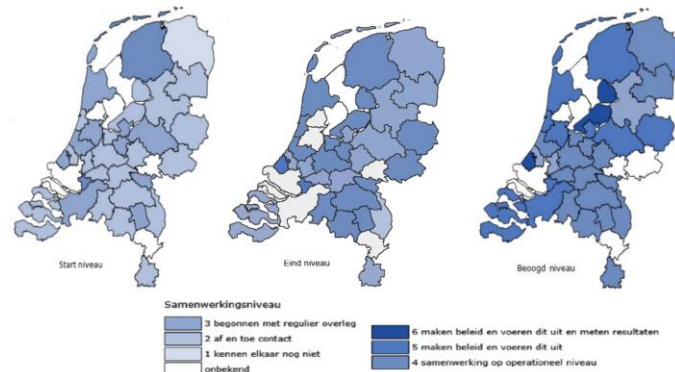 Start niveau
Eind niveau
Beoogd niveau
Samenwerkingsniveau
3 begonnen met regulier overleg
2 af en toe contact
1 kennen elkaar nog niet
onbekend
6 maken beleid en voeren dit uit en meten resultaten
5 maken beleid en voeren dit uit
4 samenwerking op operationeel niveau